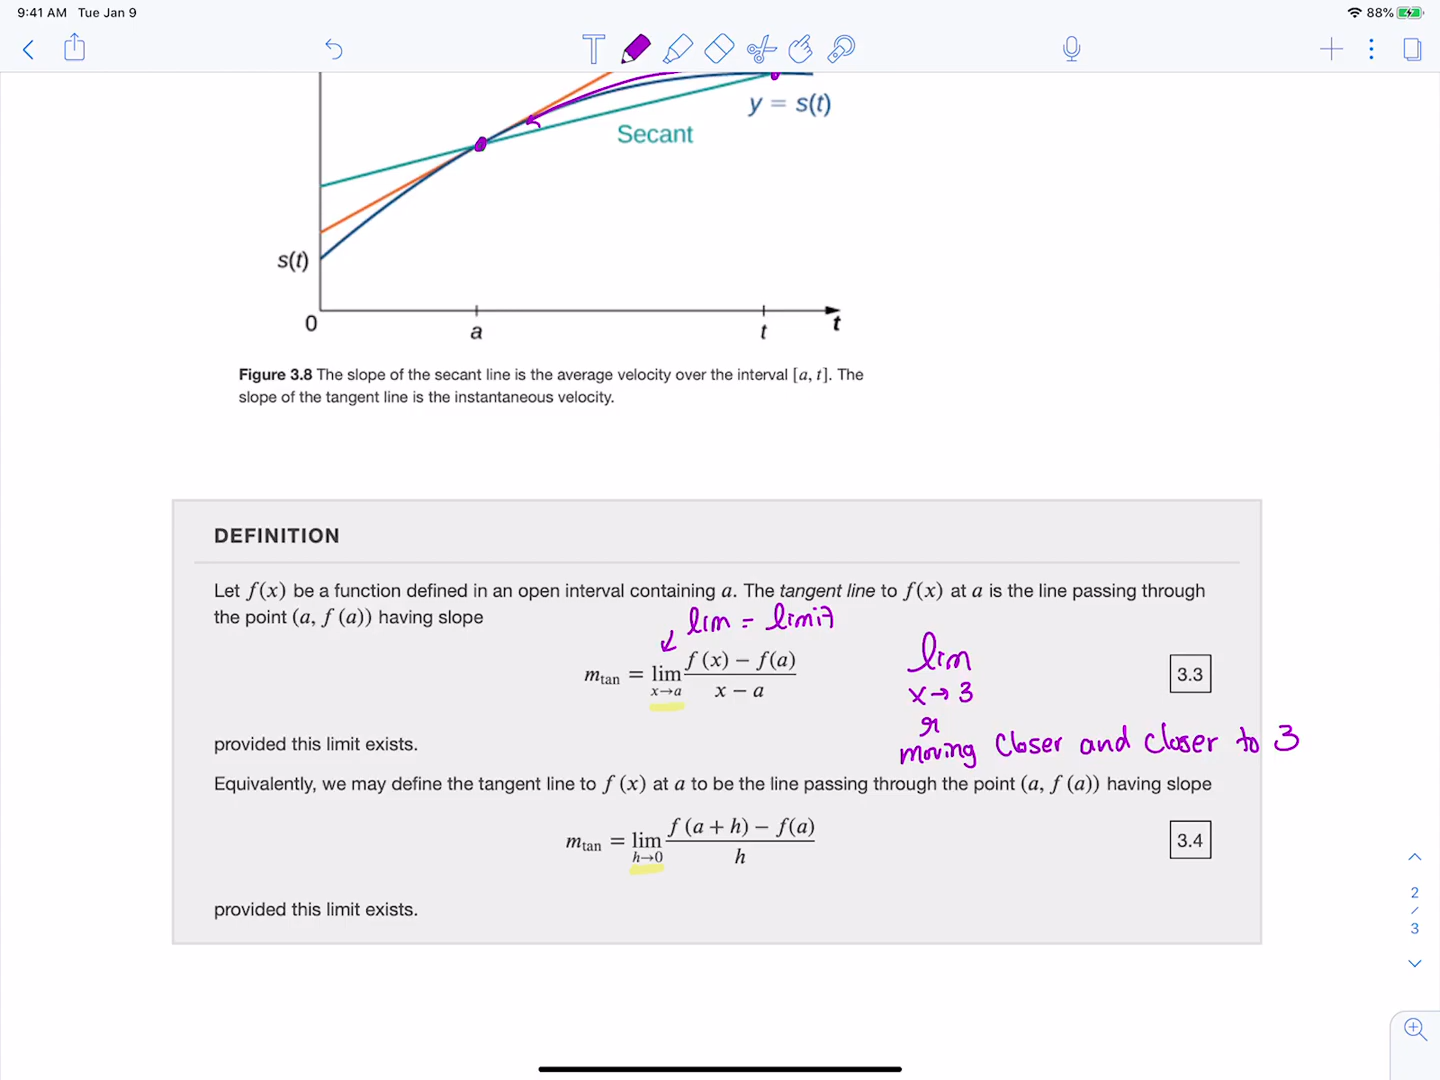 9:41 AM Tue Jan 9
88%
T
y = s(t)
Secant
s(t)
0
a
t
t
Figure 3.8 The slope of the secant line is the average velocity over the interval [a, t]. The
slope of the tangent line is the instantaneous velocity.
DEFINITION
Let f(x) be a function defined in an open interval containing a. The tangent line to f(x) at a is the line passing through
the point (a, f (a)) having slope
lim = limit
m_tan = lim_{x→a} (f (x) − f(a))/(x − a)
3.3
lim
x → 3
moving closer and closer to 3
provided this limit exists.
Equivalently, we may define the tangent line to f (x) at a to be the line passing through the point (a, f (a)) having slope
m_tan = lim_{h→0} (f (a + h) − f(a))/h
3.4
provided this limit exists.
2
/
3